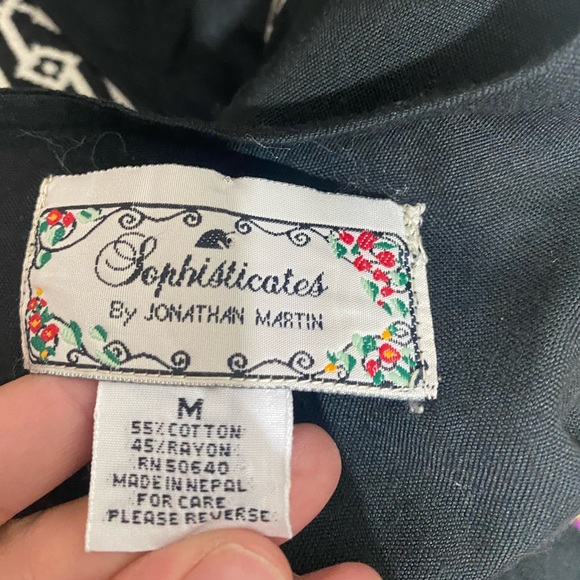 Sophisticates
By JONATHAN MARTIN
M
55% COTTON
45% RAYON
RN 50640
MADE IN NEPAL
FOR CARE
PLEASE REVERSE